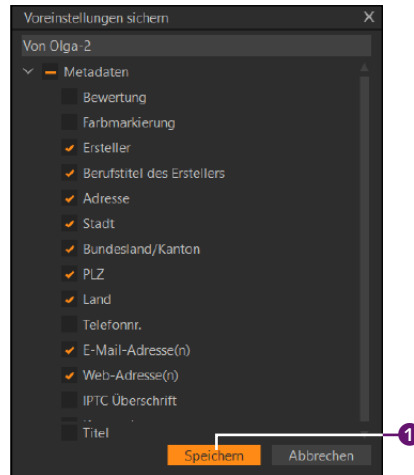 Voreinstellungen sichern X
Von Olga-2
Metadaten
Bewertung
Farbmarkierung
Ersteller
Berufstitel des Erstellers
Adresse
Stadt
Bundesland/Kanton
PLZ
Land
Telefonnr.
E-Mail-Adresse(n)
Web-Adresse(n)
IPTC Überschrift
Titel
Speichern Abbrechen
1